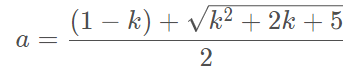 a = \frac{(1 - k) + \sqrt{k^2 + 2k + 5}}{2}